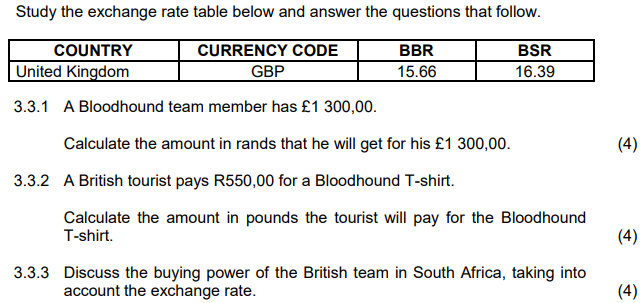 Study the exchange rate table below and answer the questions that follow.
COUNTRY CURRENCY CODE BBR BSR
United Kingdom GBP 15.66 16.39
3.3.1 A Bloodhound team member has £1 300,00.
Calculate the amount in rands that he will get for his £1 300,00. (4)
3.3.2 A British tourist pays R550,00 for a Bloodhound T-shirt.
Calculate the amount in pounds the tourist will pay for the Bloodhound
T-shirt. (4)
3.3.3 Discuss the buying power of the British team in South Africa, taking into
account the exchange rate. (4)